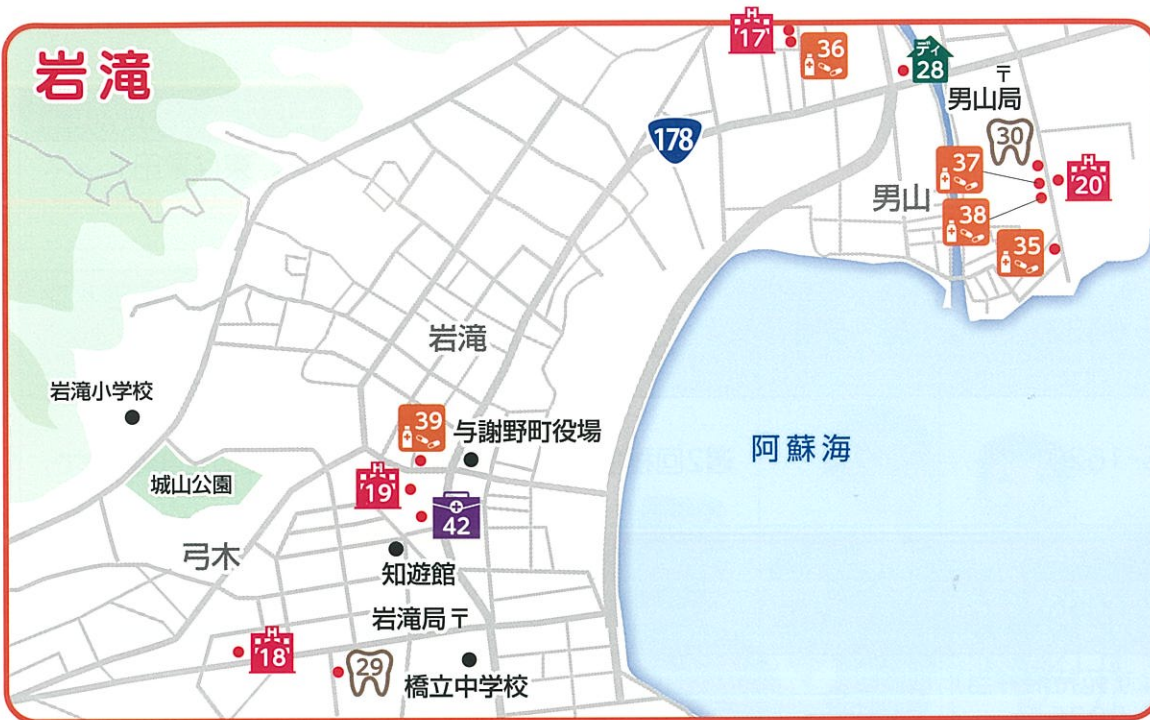 岩滝
H
17
36
ディ
28
〒
男山局
178
30
37
H
20
男山
38
35
岩滝
岩滝小学校
39
与謝野町役場
阿蘇海
城山公園
H
19
42
弓木
知遊館
岩滝局〒
H
18
29
橋立中学校